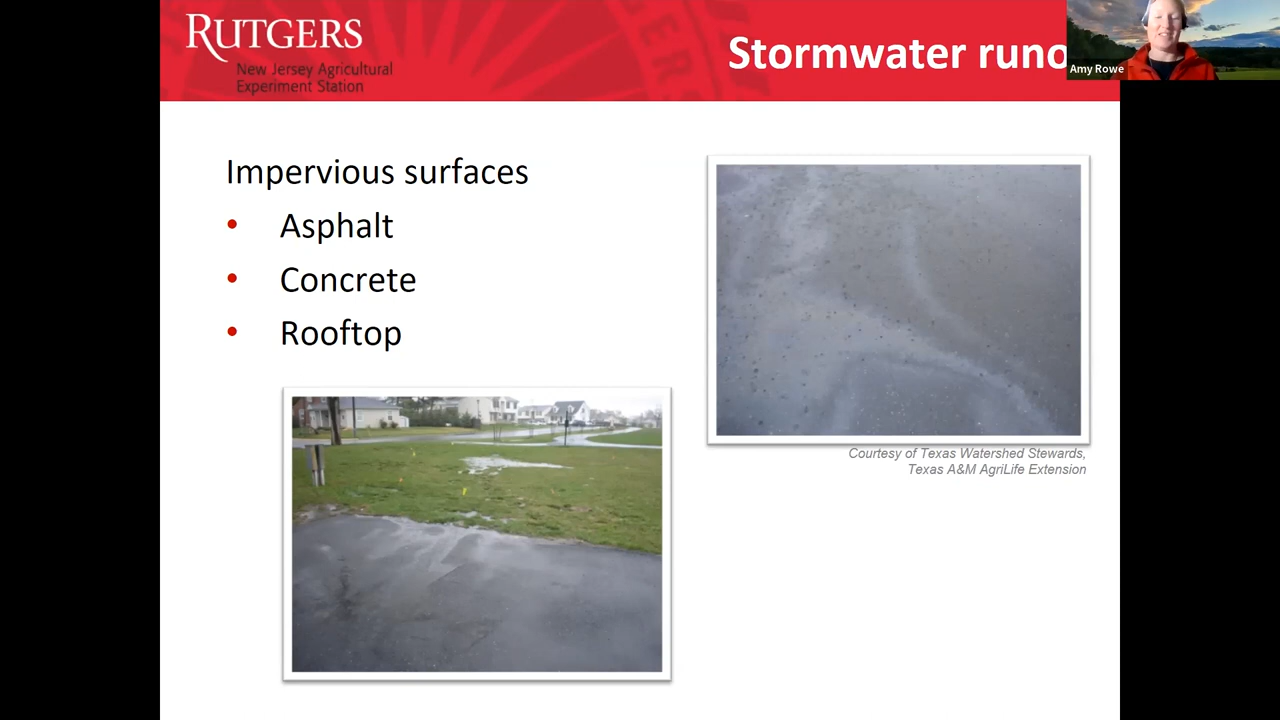 RUTGERS
New Jersey Agricultural
Experiment Station
Stormwater runo
Amy Rowe
Impervious surfaces
• Asphalt
• Concrete
• Rooftop
Courtesy of Texas Watershed Stewards,
Texas A&M AgriLife Extension